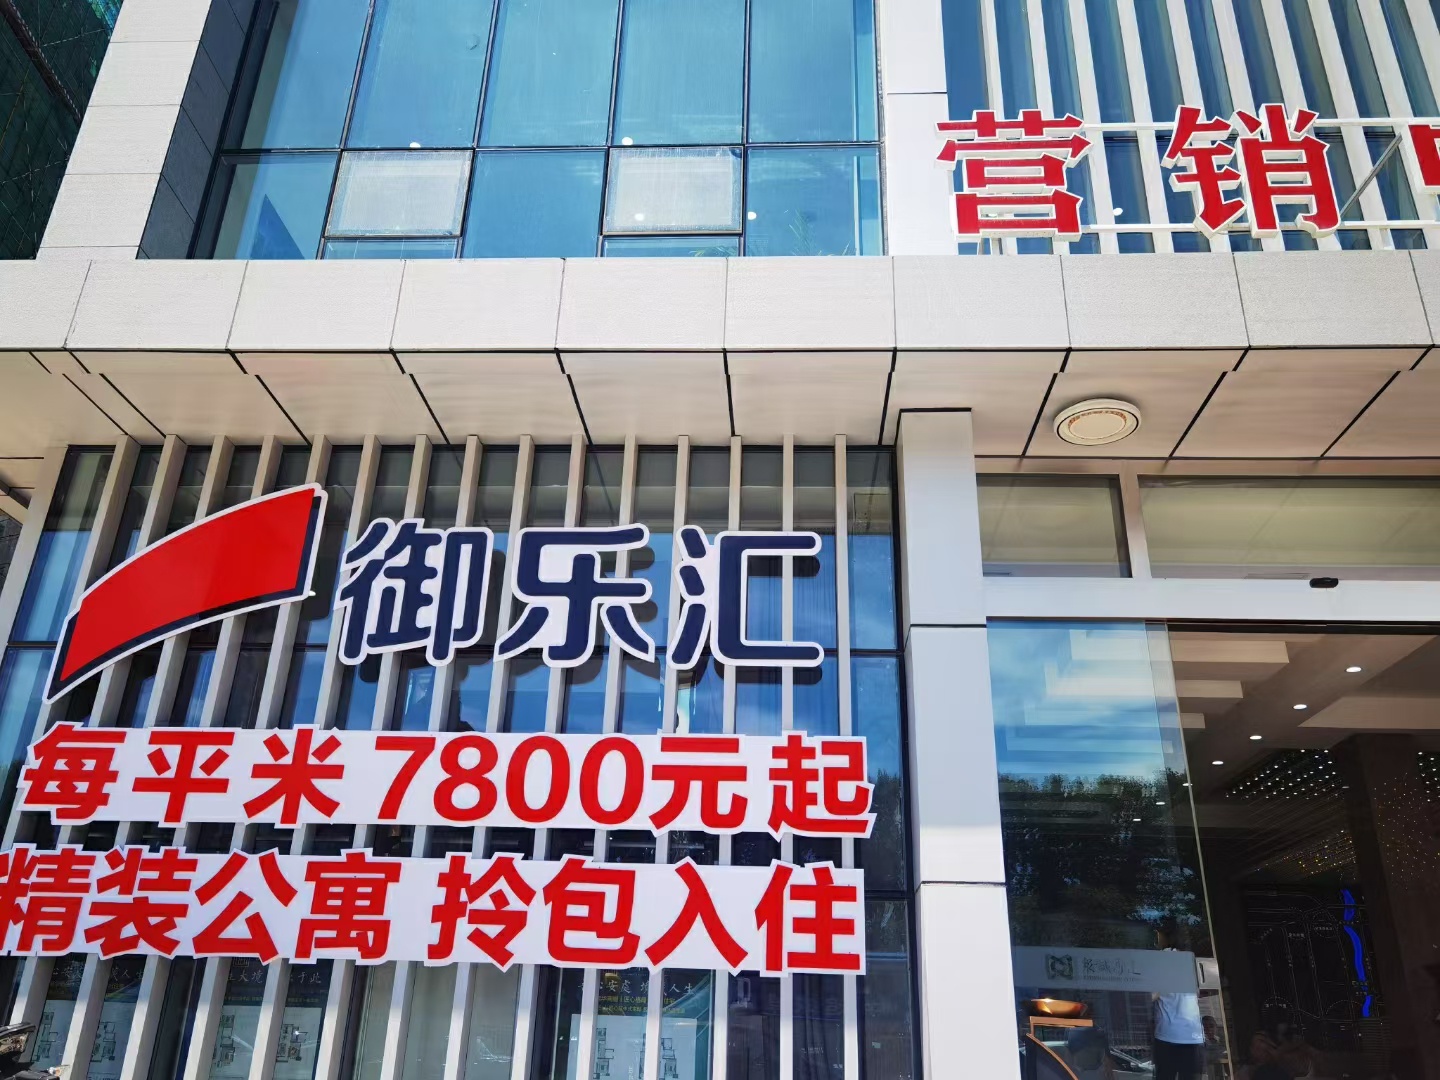 营销
御乐汇
每平米7800元起
精装公寓 拎包入住